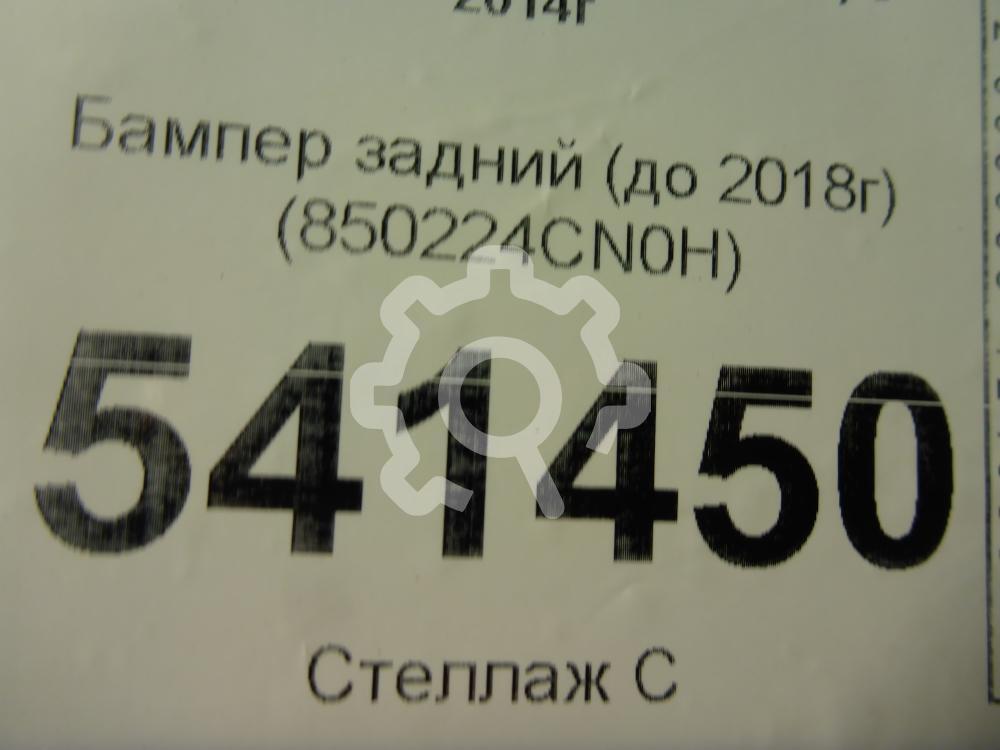 2014г
Бампер задний (до 2018г)
(850224CN0H)
541450
Стеллаж С